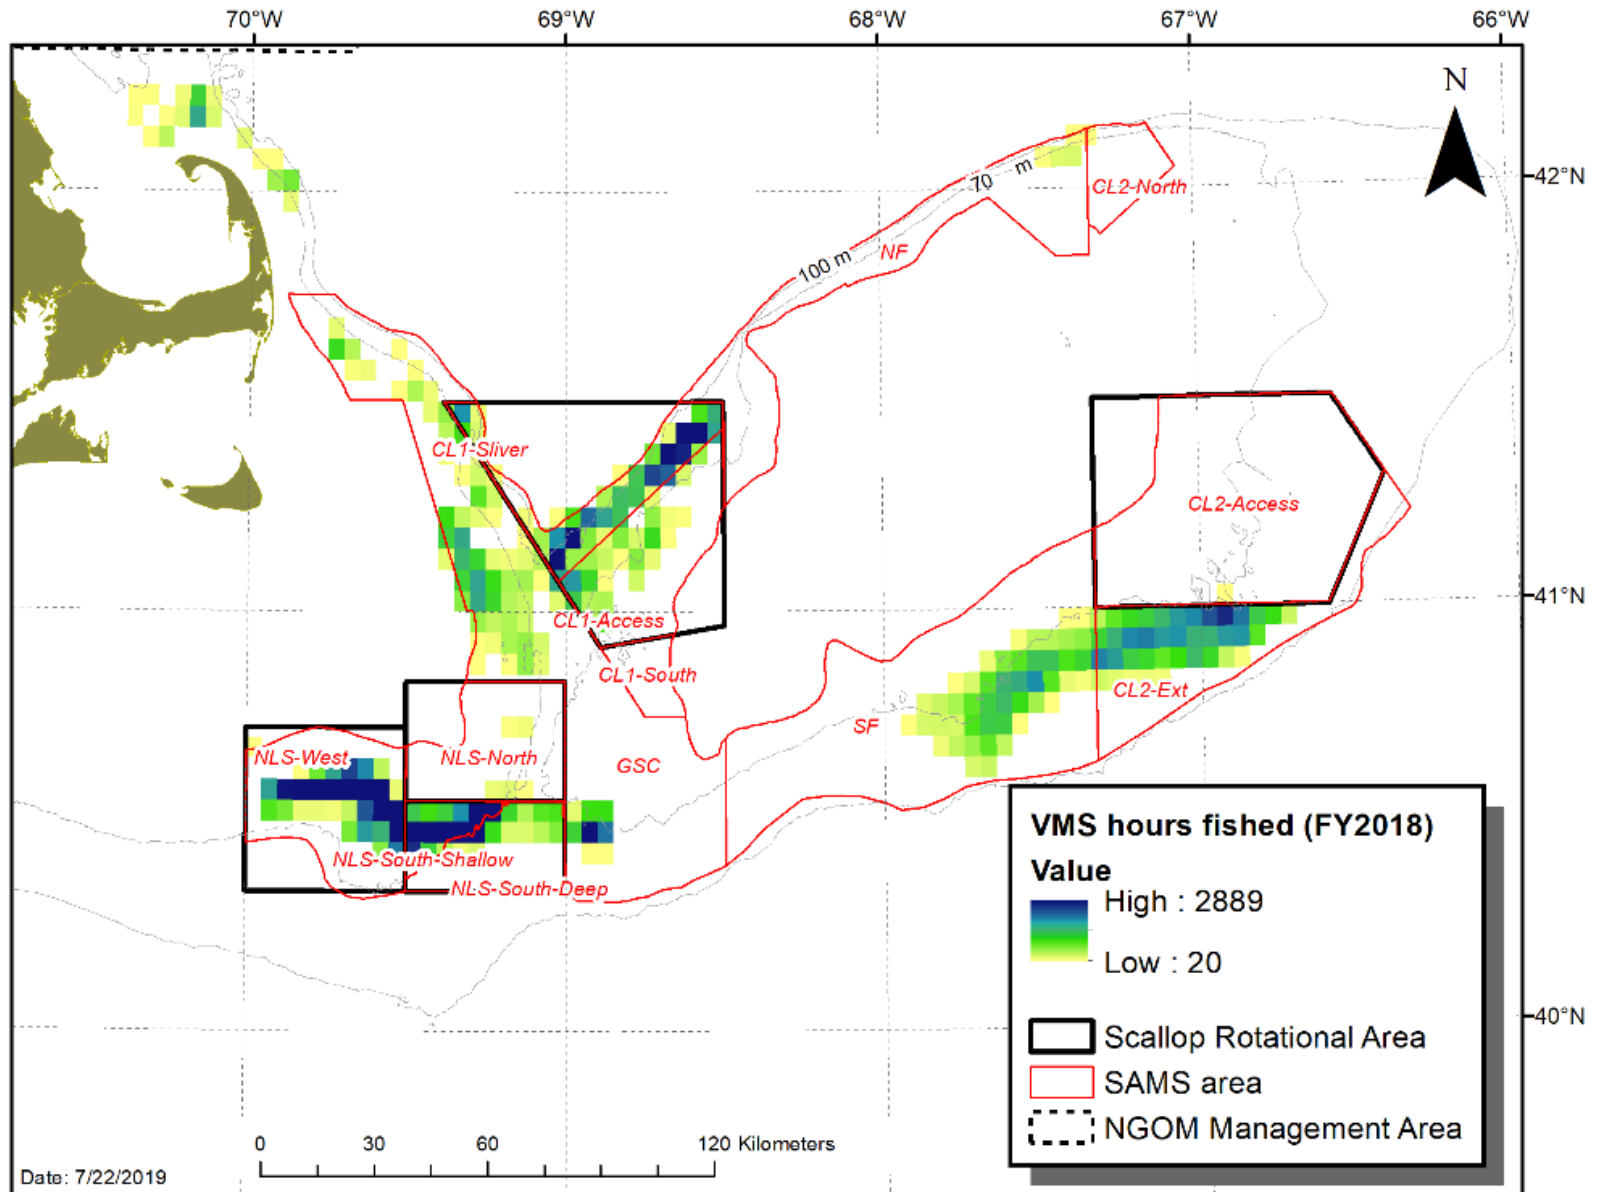 70°W 69°W 68°W 67°W 66°W
N
42°N
CL2-North
70 m
NF
100 m
CL1-Sliver
CL2-Access
41°N
CL1-Access
CL1-South
CL2-Ext
SF
NLS-West
NLS-North
GSC
NLS-South-Shallow
NLS-South-Deep
VMS hours fished (FY2018)
Value
High : 2889
Low : 20
40°N
Scallop Rotational Area
SAMS area
NGOM Management Area
0 30 60 120 Kilometers
Date: 7/22/2019